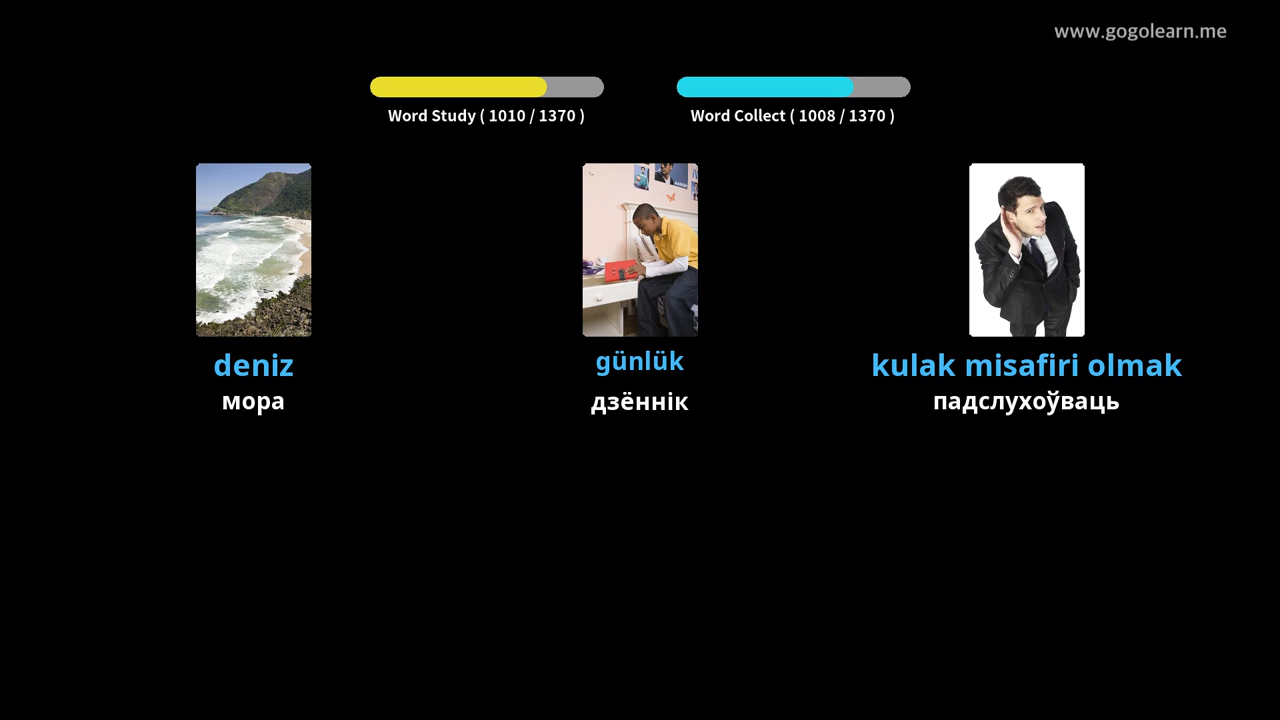 www.gogolearn.me
Word Study ( 1010 / 1370 )
Word Collect ( 1008 / 1370 )
deniz
мора
günlük
дзённік
kulak misafiri olmak
падслухоўваць